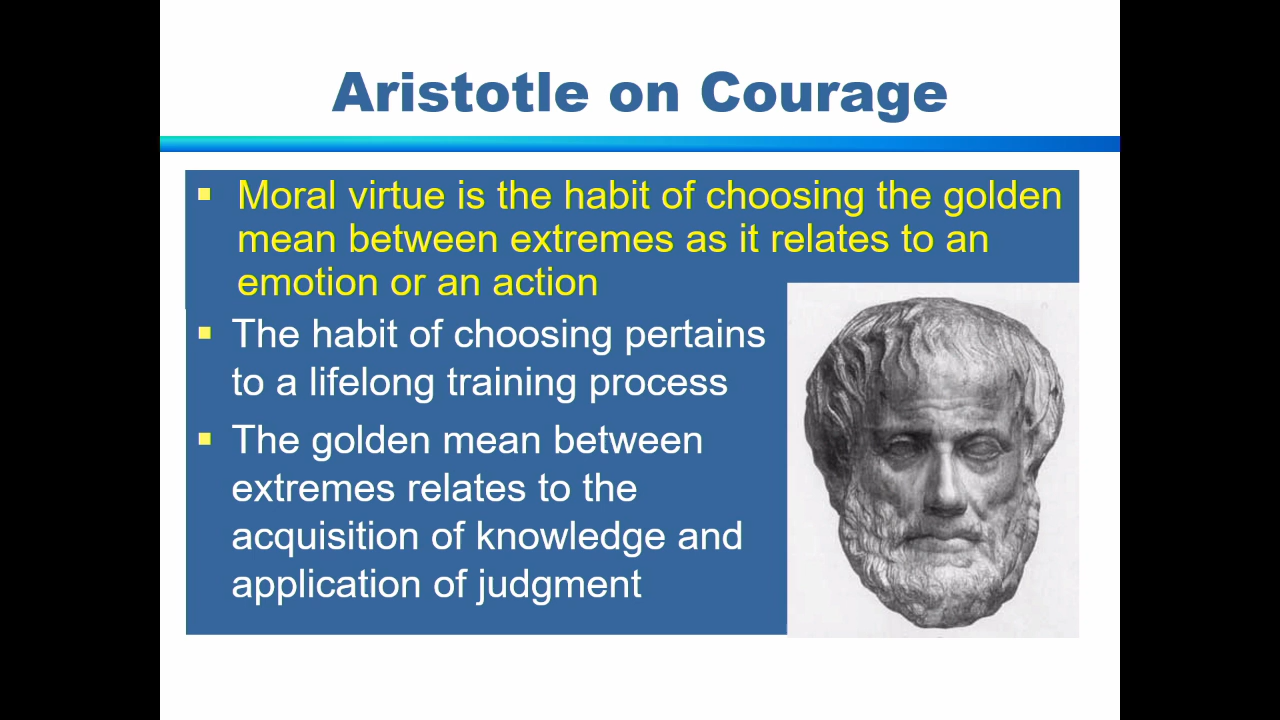 Aristotle on Courage
Moral virtue is the habit of choosing the golden
mean between extremes as it relates to an
emotion or an action
The habit of choosing pertains
to a lifelong training process
The golden mean between
extremes relates to the
acquisition of knowledge and
application of judgment